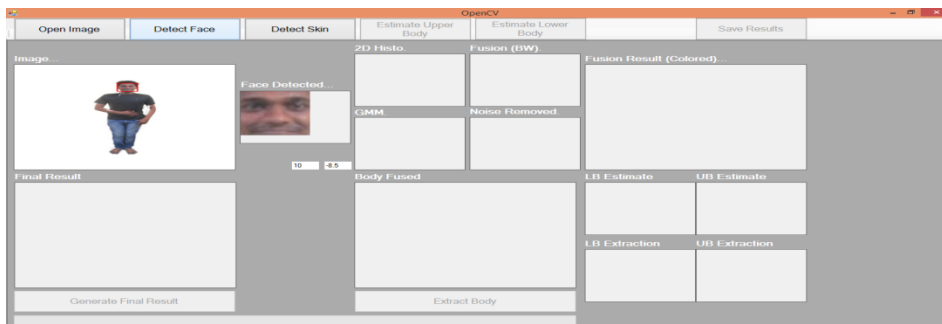 OpenCV
Open Image
Detect Face
Detect Skin
Estimate Upper
Body
Estimate Lower
Body
Save Results
Image...
Face Detected...
2D Histo.
Fusion (BW).
Fusion Result (Colored)...
GMM.
Noise Removed
10
-8.5
Final Result
Body Fused
LB Estimate
UB Estimate
LB Extraction
UB Extraction
Generate Final Result
Extract Body